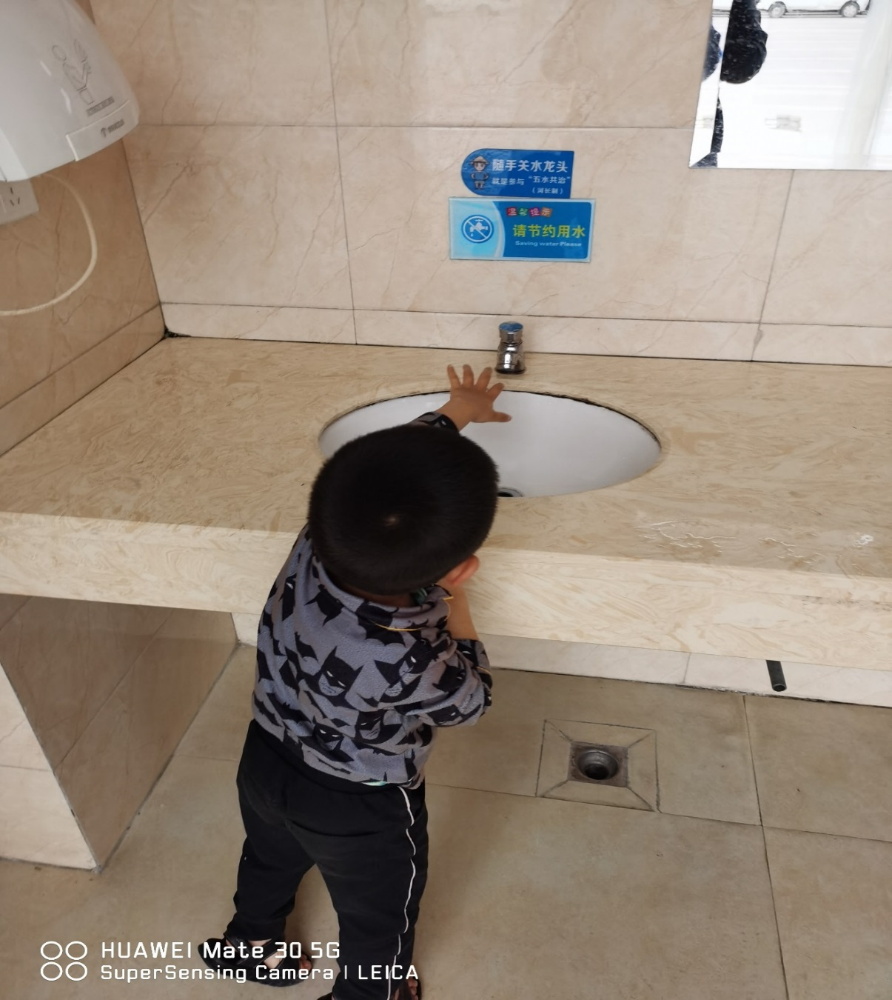 随手关水龙头
就是参与“五水共治”
（河长制）
温馨提示
请节约用水
Saving water Please
HUAWEI Mate 30 5G
SuperSensing Camera | LEICA